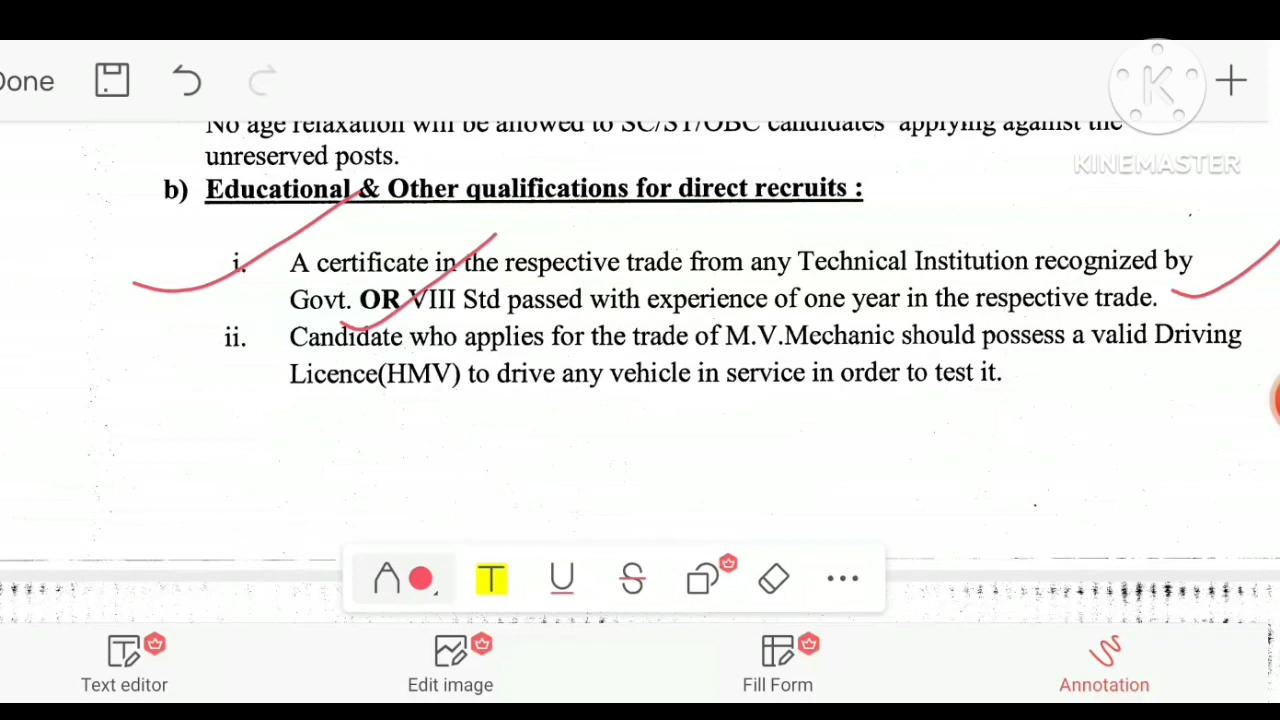 Done
KINEMASTER
No age relaxation will be allowed to SC/ST/OBC candidates applying against the
unreserved posts.
b) Educational & Other qualifications for direct recruits :
i. A certificate in the respective trade from any Technical Institution recognized by
Govt. OR VIII Std passed with experience of one year in the respective trade.
ii. Candidate who applies for the trade of M.V.Mechanic should possess a valid Driving
Licence(HMV) to drive any vehicle in service in order to test it.
Text editor
Edit image
Fill Form
Annotation